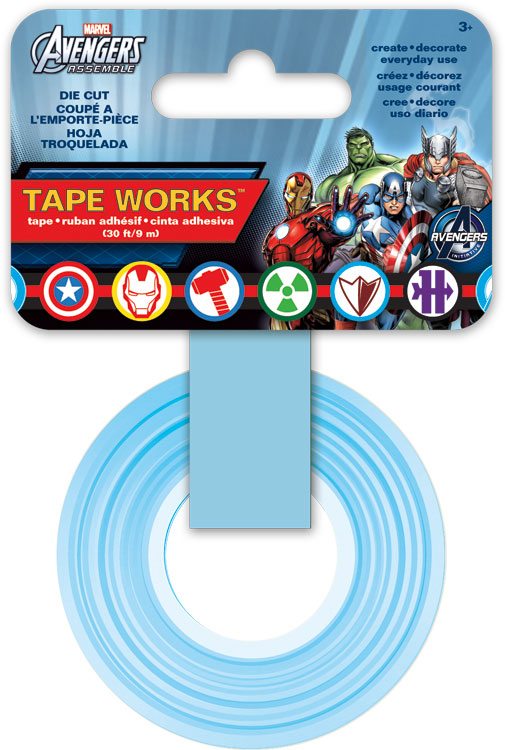 MARVEL
AVENGERS
ASSEMBLE
DIE CUT
COUPÉ A
L'EMPORTE-PIÈCE
HOJA
TROQUELADA
3+
create • decorate
everyday use
créez • décorez
usage courant
cree • decore
uso diario
TAPE WORKS™
tape • ruban adhésif • cinta adhesiva
(30 ft/9 m)
AVENGERS
INITIATIVE